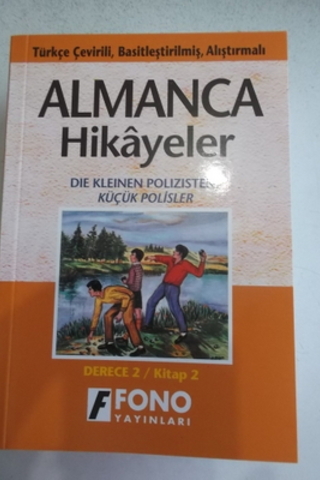 Türkçe Çevirili, Basitleştirilmiş, Alıştırmalı
ALMANCA
Hikâyeler
DIE KLEINEN POLIZISTEN
KÜÇÜK POLİSLER
DERECE 2 / Kitap 2
F FONO
YAYINLARI